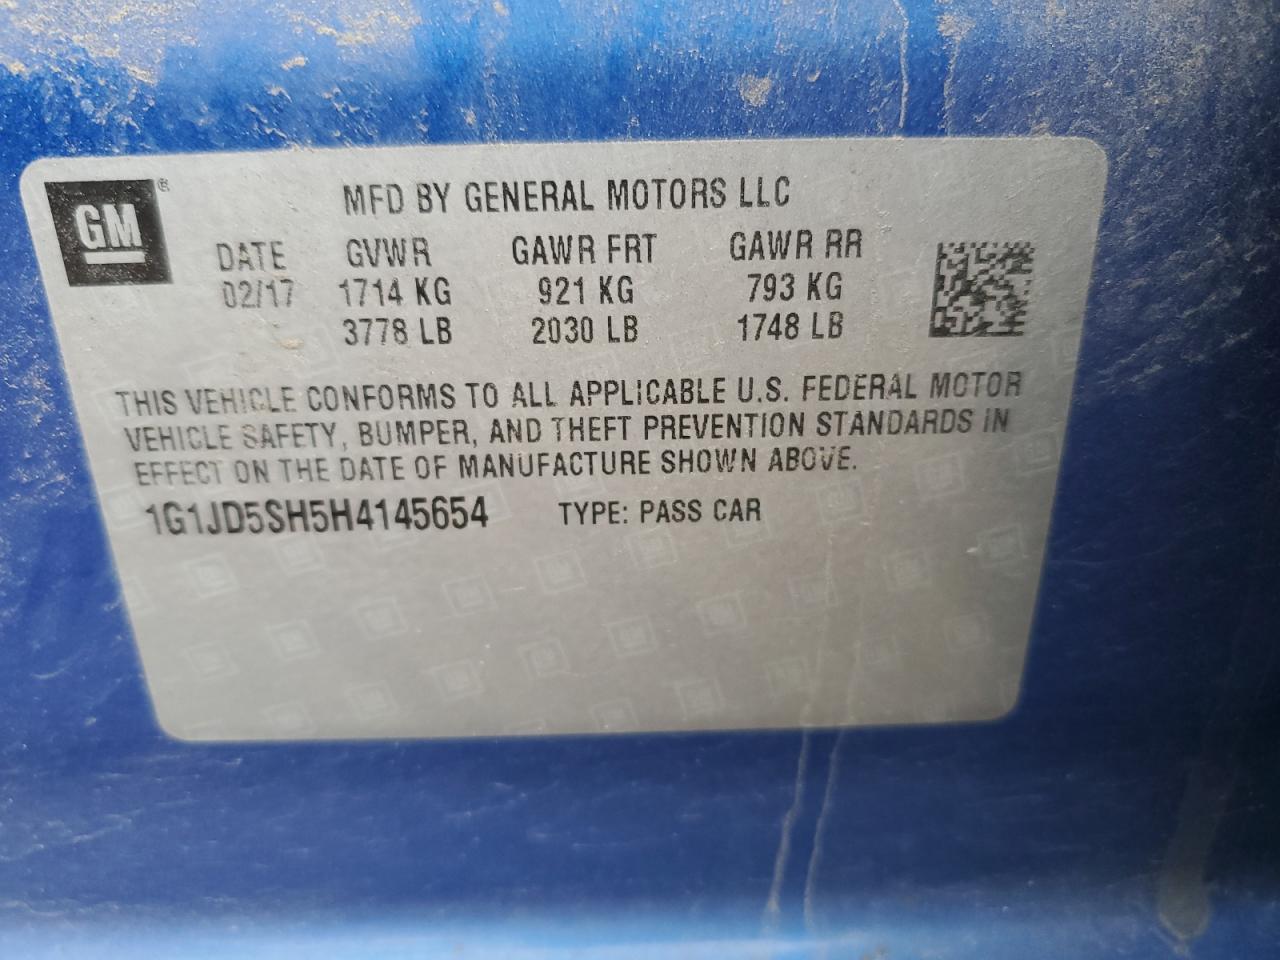 GM ®
MFD BY GENERAL MOTORS LLC
DATE GVWR GAWR FRT GAWR RR
02/17 1714 KG 921 KG 793 KG
3778 LB 2030 LB 1748 LB
THIS VEHICLE CONFORMS TO ALL APPLICABLE U.S. FEDERAL MOTOR
VEHICLE SAFETY, BUMPER, AND THEFT PREVENTION STANDARDS IN
EFFECT ON THE DATE OF MANUFACTURE SHOWN ABOVE.
1G1JD5SH5H4145654 TYPE: PASS CAR